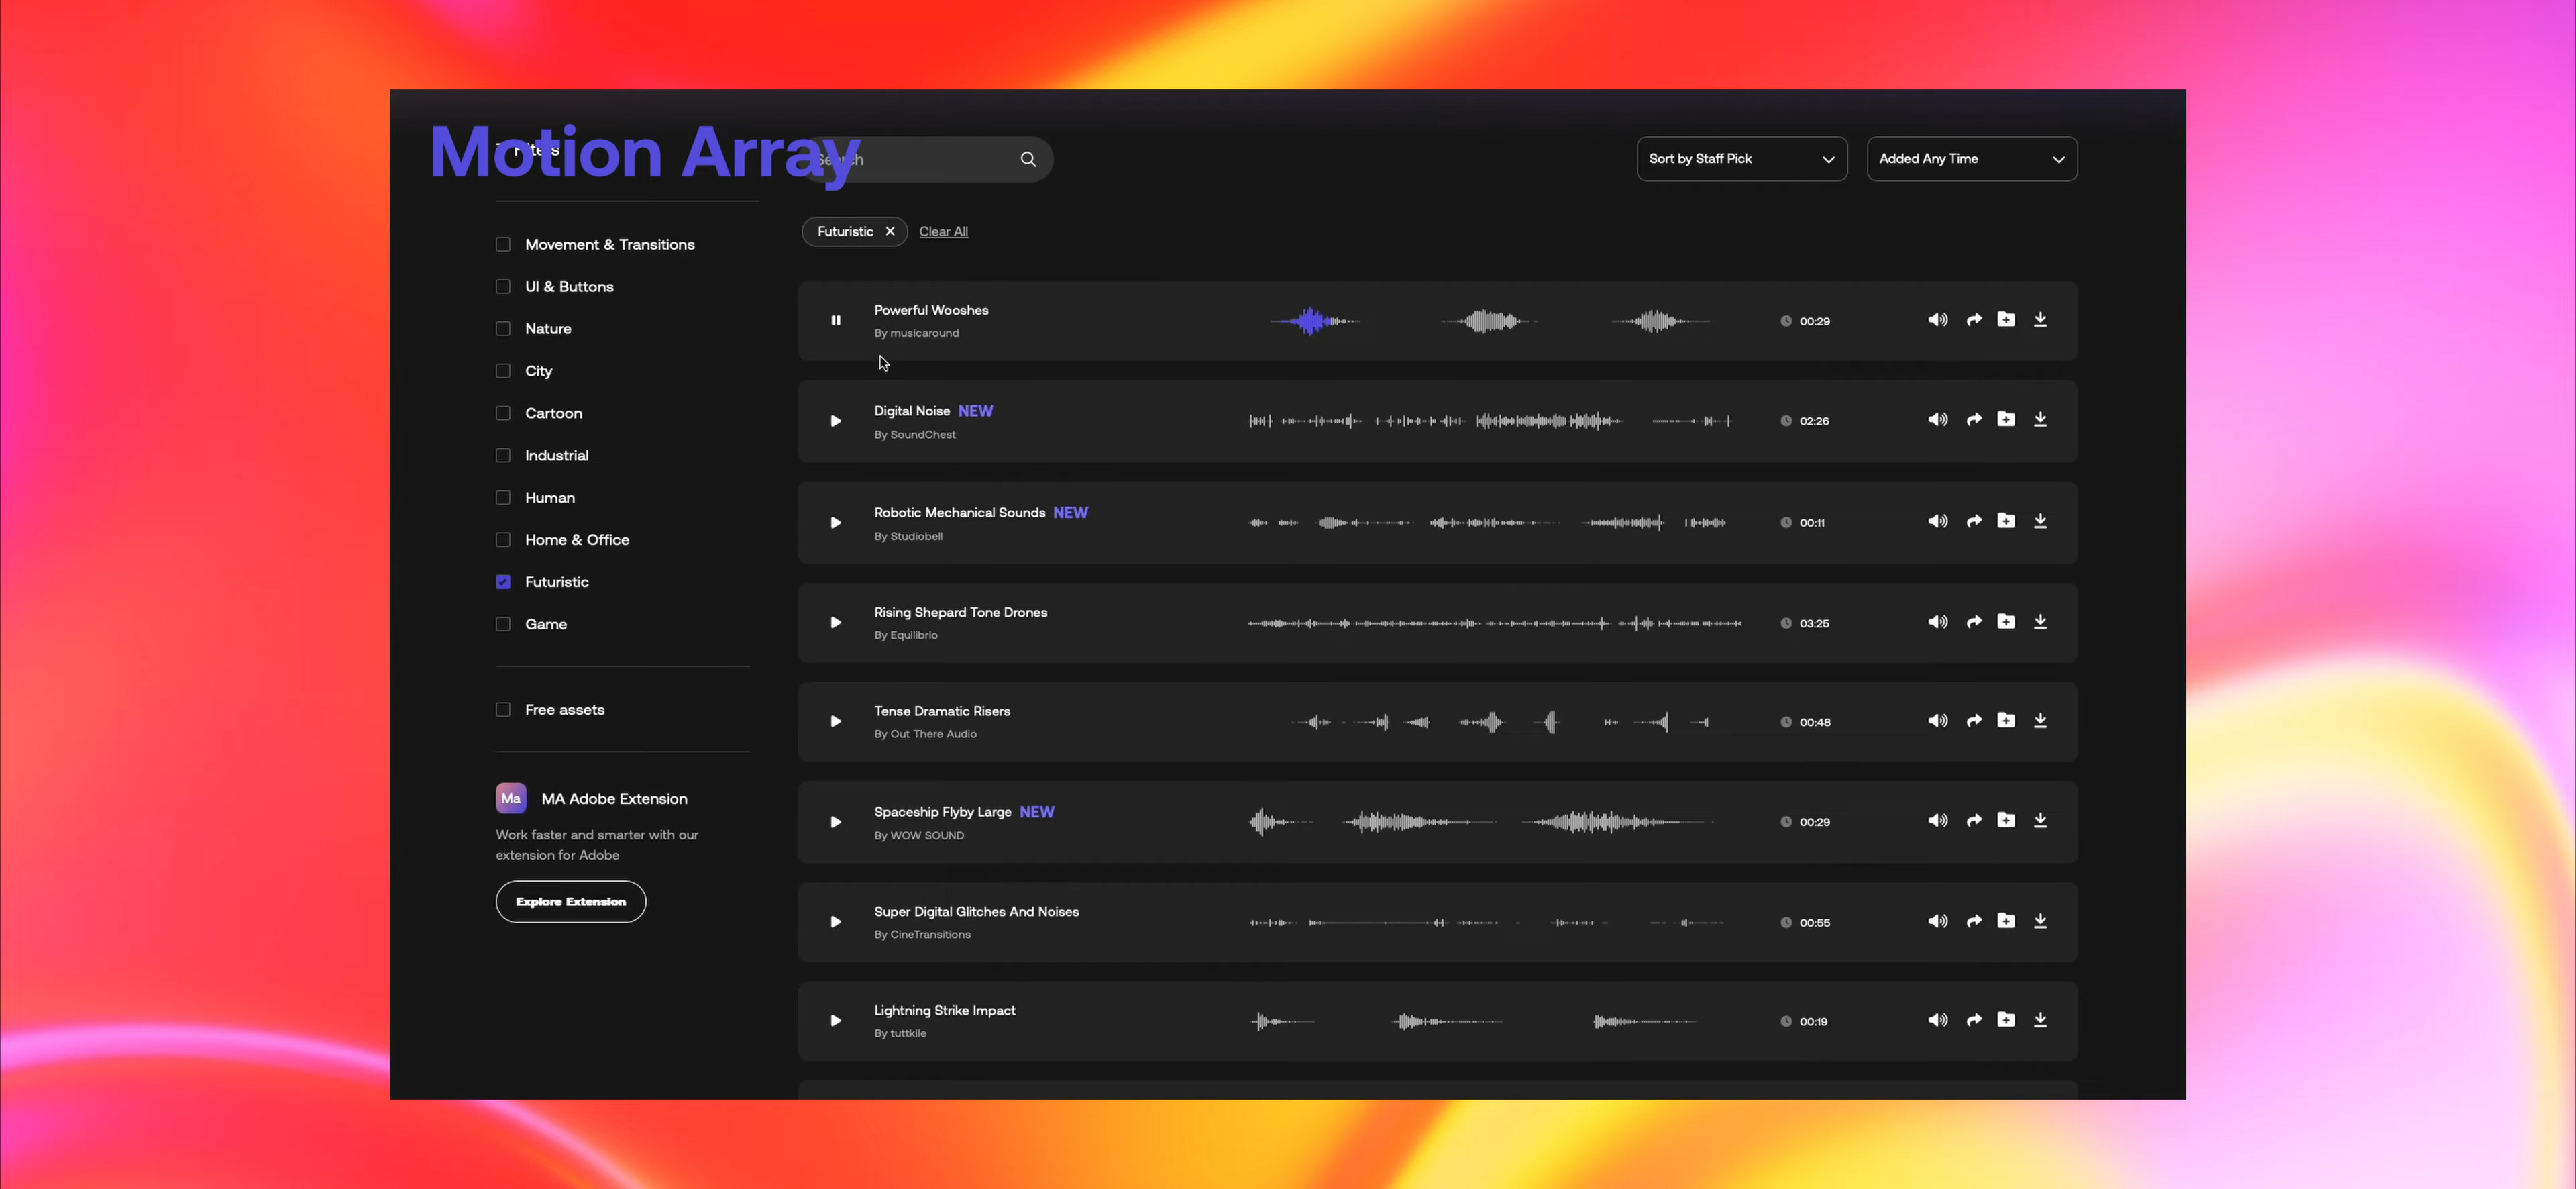 Motion Array
Filters
Search
Sort by Staff Pick
Added Any Time
Futuristic
Clear All
Movement & Transitions
UI & Buttons
Nature
City
Cartoon
Industrial
Human
Home & Office
Futuristic
Game
Free assets
Ma MA Adobe Extension
Work faster and smarter with our
extension for Adobe
Explore Extension
Powerful Wooshes
By musicaround
00:29
Digital Noise NEW
By SoundChest
02:26
Robotic Mechanical Sounds NEW
By Studiobell
00:11
Rising Shepard Tone Drones
By Equilibrio
03:25
Tense Dramatic Risers
By Out There Audio
00:48
Spaceship Flyby Large NEW
By WOW SOUND
00:29
Super Digital Glitches And Noises
By CineTransitions
00:55
Lightning Strike Impact
By tuttkile
00:19